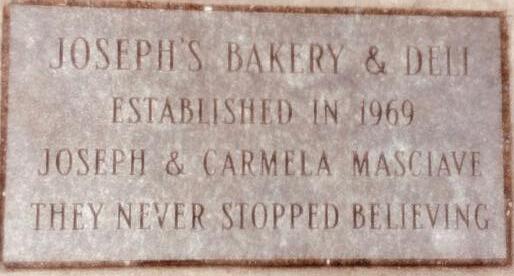 JOSEPH'S BAKERY & DELI
ESTABLISHED IN 1969
JOSEPH & CARMELA MASCIAVE
THEY NEVER STOPPED BELIEVING